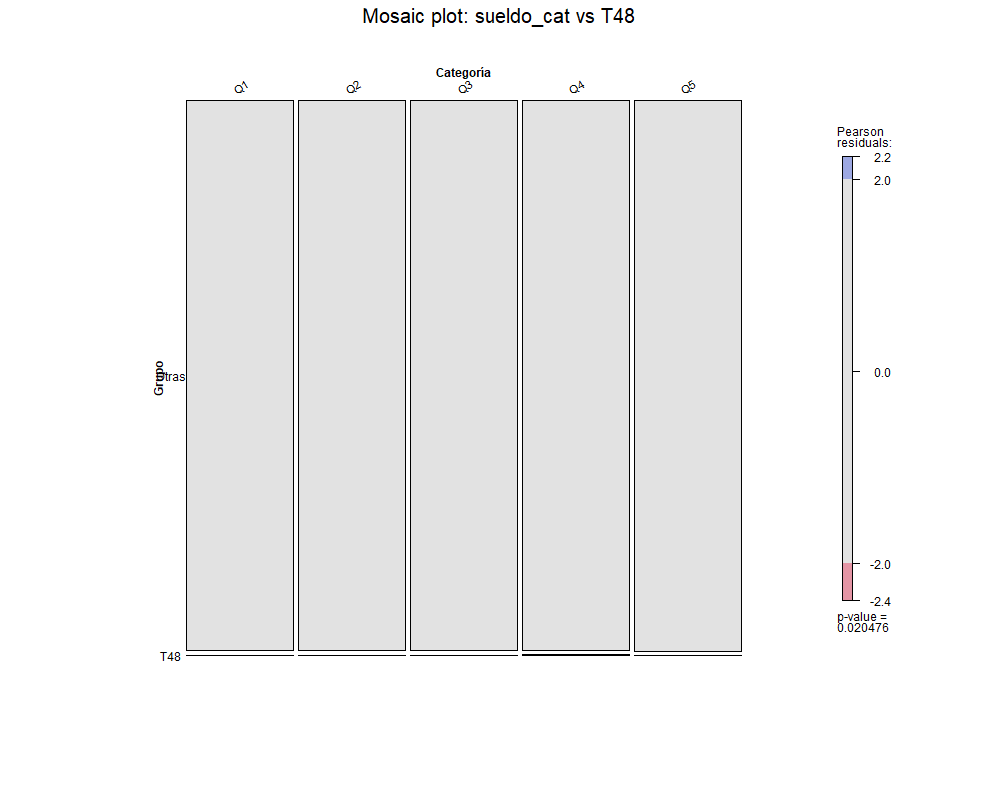 Mosaic plot: sueldo_cat vs T48
Categoría
Q1 Q2 Q3 Q4 Q5
Pearson
residuals:
2.2
2.0
0.0
-2.0
-2.4
p-value =
0.020476
Grupo
Otras
T48